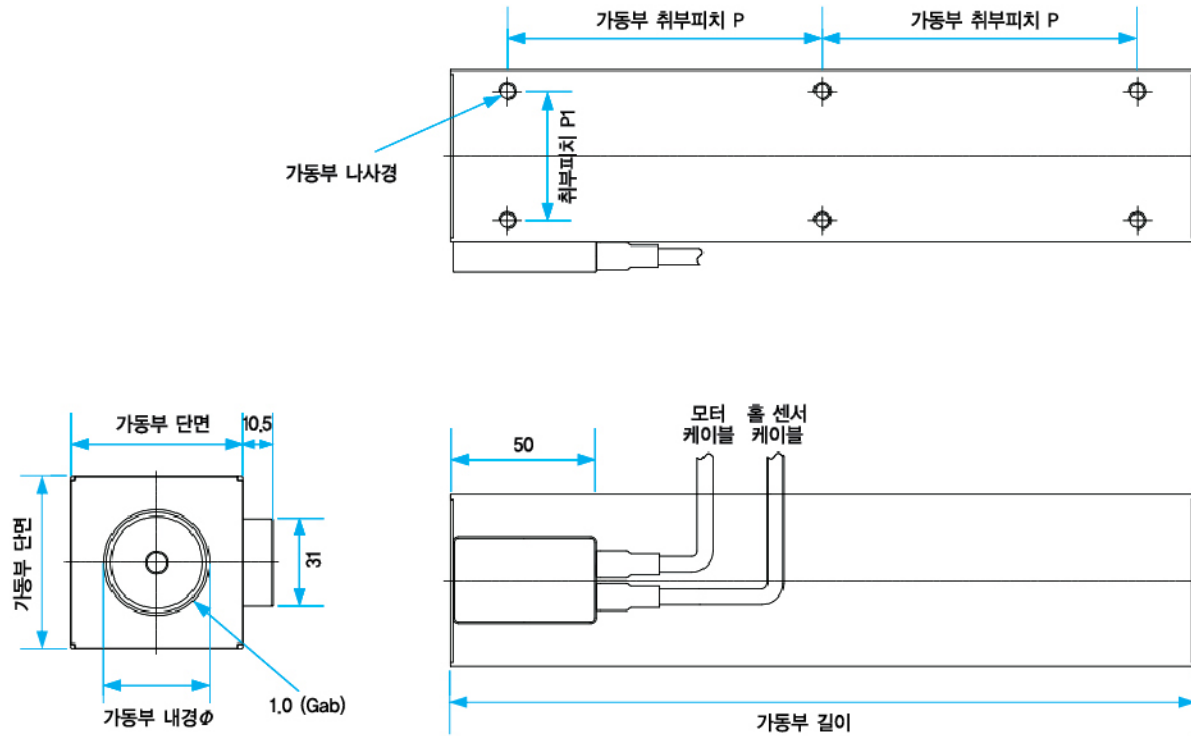 가동부 취부피치 P
가동부 취부피치 P
취부피치 P1
가동부 나사경
가동부 단면
10.5
가동부 단면
31
가동부 내경Φ
1.0 (Gab)
50
모터
케이블
홀 센서
케이블
가동부 길이